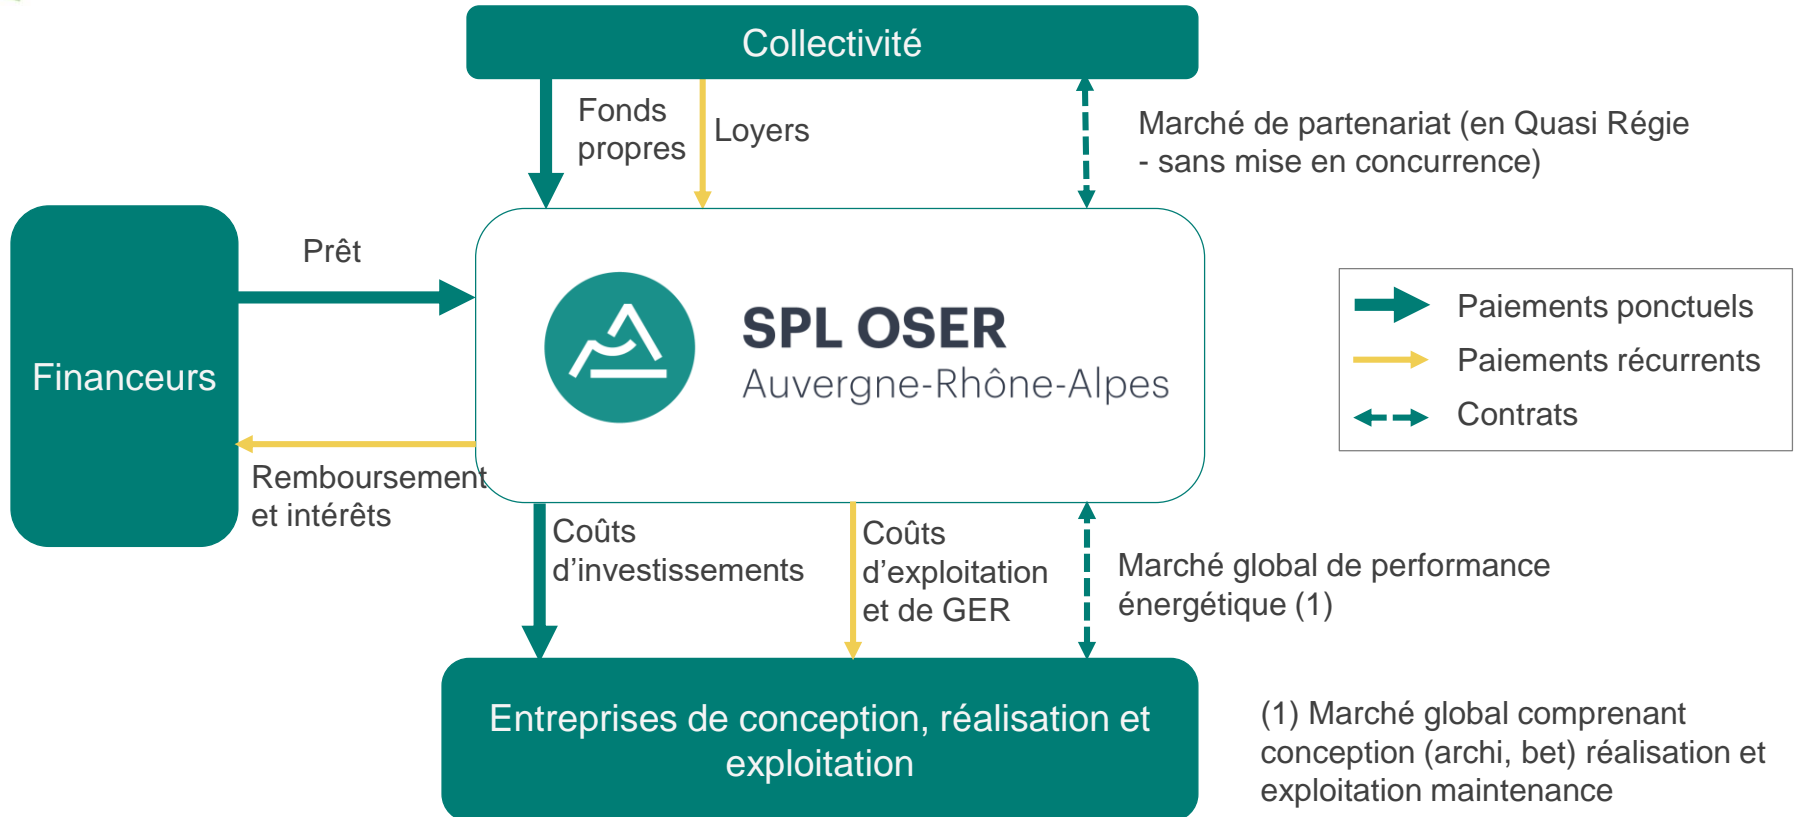 Collectivité
Fonds
propres
Loyers
Marché de partenariat (en Quasi Régie
- sans mise en concurrence)
Prêt
Financeurs
SPL OSER
Auvergne-Rhône-Alpes
Paiements ponctuels
Paiements récurrents
Contrats
Remboursement
et intérêts
Coûts
d’investissements
Coûts
d’exploitation
et de GER
Marché global de performance
énergétique (1)
Entreprises de conception, réalisation et
exploitation
(1) Marché global comprenant
conception (archi, bet) réalisation et
exploitation maintenance